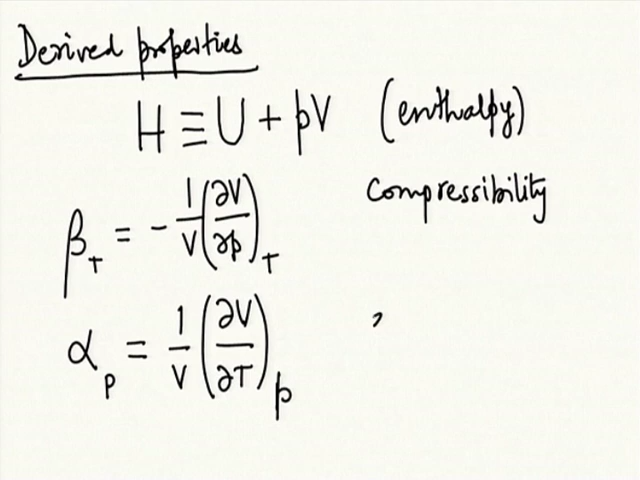 Derived properties
H ≡ U + pV (enthalpy)
β_T = - 1/V (∂V/∂p)_T compressibility
α_p = 1/V (∂V/∂T)_p